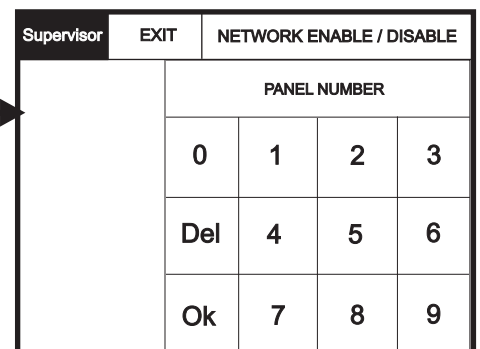 Supervisor EXIT NETWORK ENABLE / DISABLE
PANEL NUMBER
0 1 2 3
Del 4 5 6
Ok 7 8 9